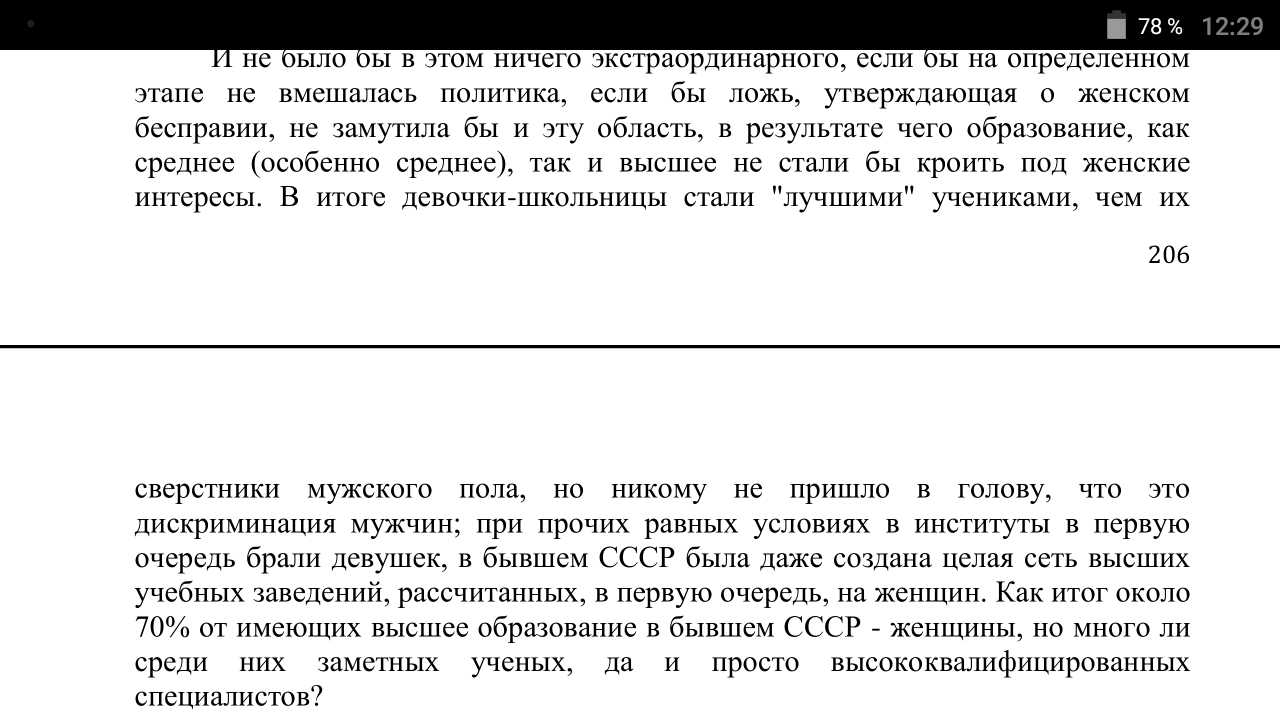 78 % 12:29
И не было бы в этом ничего экстраординарного, если бы на определенном
этапе не вмешалась политика, если бы ложь, утверждающая о женском
бесправии, не замутила бы и эту область, в результате чего образование, как
среднее (особенно среднее), так и высшее не стали бы кроить под женские
интересы. В итоге девочки-школьницы стали "лучшими" учениками, чем их
206
сверстники мужского пола, но никому не пришло в голову, что это
дискриминация мужчин; при прочих равных условиях в институты в первую
очередь брали девушек, в бывшем СССР была даже создана целая сеть высших
учебных заведений, рассчитанных, в первую очередь, на женщин. Как итог около
70% от имеющих высшее образование в бывшем СССР - женщины, но много ли
среди них заметных ученых, да и просто высококвалифицированных
специалистов?